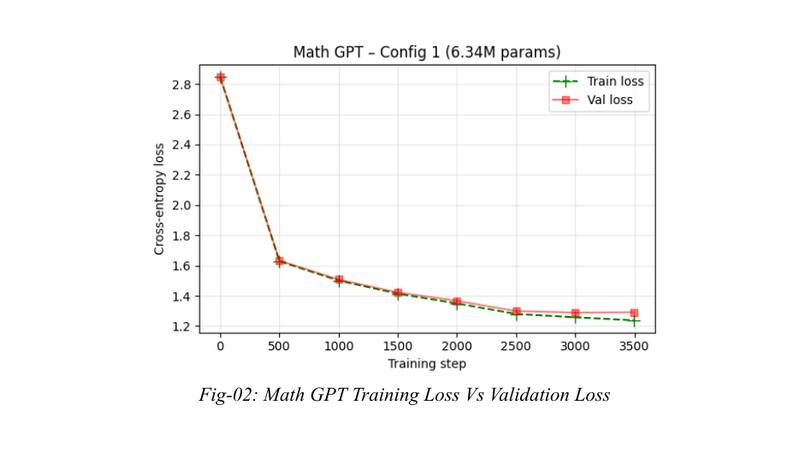 Math GPT – Config 1 (6.34M params)
Train loss
Val loss
Cross-entropy loss
2.8
2.6
2.4
2.2
2.0
1.8
1.6
1.4
1.2
0 500 1000 1500 2000 2500 3000 3500
Training step
Fig-02: Math GPT Training Loss Vs Validation Loss